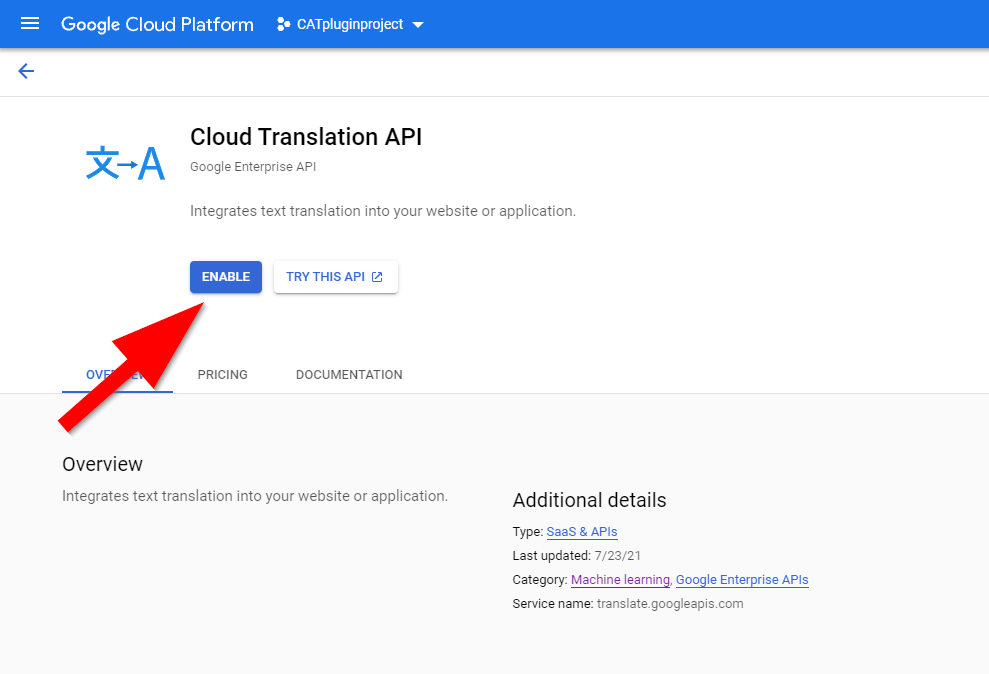 Google Cloud Platform CATpluginproject
Cloud Translation API
文→A
Google Enterprise API
Integrates text translation into your website or application.
ENABLE TRY THIS API
PRICING DOCUMENTATION
Overview
Integrates text translation into your website or application.
Additional details
Type: SaaS & APIs
Last updated: 7/23/21
Category: Machine learning, Google Enterprise APIs
Service name: translate.googleapis.com